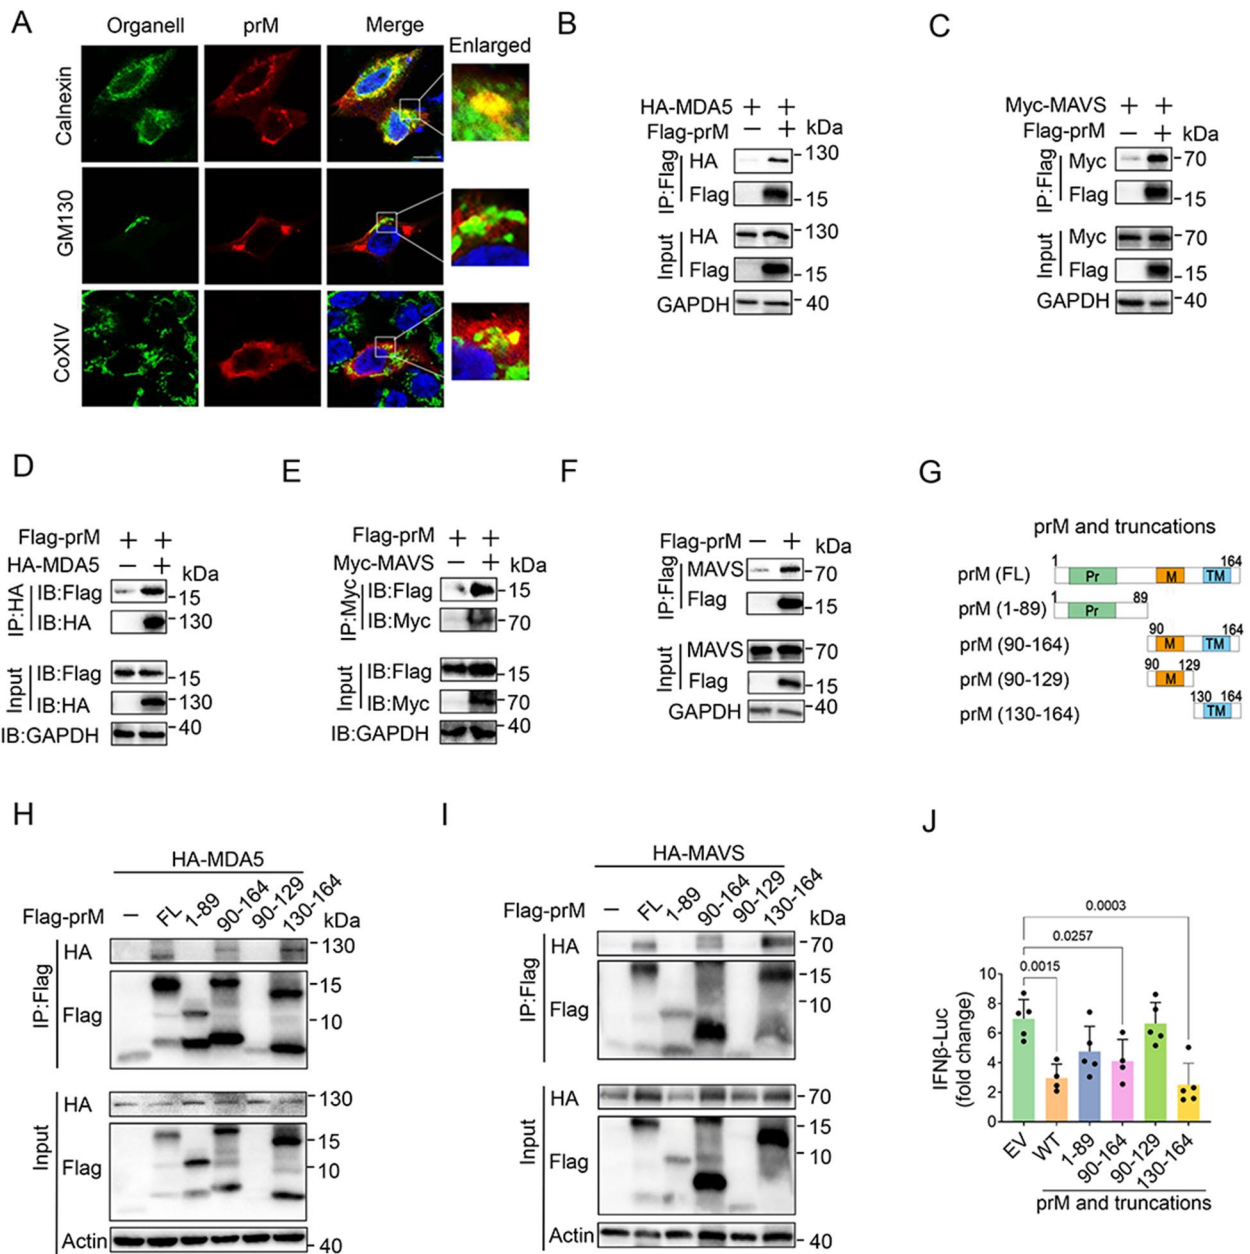 A
Organell prM Merge Enlarged
Calnexin
GM130
CoXIV
B
HA-MDA5 + +
Flag-prM − + kDa
IP:Flag
HA -130
Flag -15
Input
HA -130
Flag -15
GAPDH -40
C
Myc-MAVS + +
Flag-prM − + kDa
IP:Flag
Myc -70
Flag -15
Input
Myc -70
Flag -15
GAPDH -40
D
Flag-prM + +
HA-MDA5 − + kDa
IP:HA
IB:Flag -15
IB:HA -130
Input
IB:Flag -15
IB:HA -130
IB:GAPDH -40
E
Flag-prM + +
Myc-MAVS − + kDa
IP:Myc
IB:Flag -15
IB:Myc -70
Input
IB:Flag -15
IB:Myc -70
IB:GAPDH -40
F
Flag-prM − + kDa
IP:Flag
MAVS -70
Flag -15
Input
MAVS -70
Flag -15
GAPDH -40
G
prM and truncations
1 164
prM (FL) Pr M TM
1 89
prM (1-89) Pr
90 164
prM (90-164) M TM
90 129
prM (90-129) M
130 164
prM (130-164) TM
H
HA-MDA5
Flag-prM − FL 1-89 90-164 90-129 130-164 kDa
IP:Flag
HA -130
Flag -15
-10
Input
HA -130
Flag -15
-10
Actin -40
I
HA-MAVS
Flag-prM − FL 1-89 90-164 90-129 130-164 kDa
IP:Flag
HA -70
Flag -15
-10
Input
HA -70
Flag -15
-10
Actin -40
J
0.0003
0.0257
0.0015
IFNβ-Luc
(fold change)
10
8
6
4
2
0
EV WT 1-89 90-164 90-129 130-164
prM and truncations